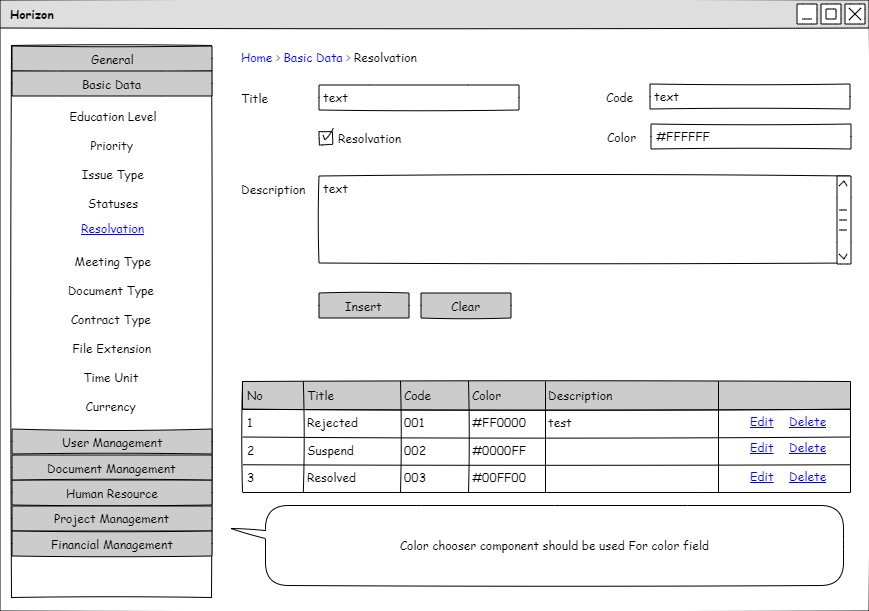 Horizon
General
Basic Data
Education Level
Priority
Issue Type
Statuses
Resolvation
Meeting Type
Document Type
Contract Type
File Extension
Time Unit
Currency
User Management
Document Management
Human Resource
Project Management
Financial Management
Home > Basic Data > Resolvation
Title text Code text
Resolvation Color #FFFFFF
Description text
Insert Clear
No Title Code Color Description
1 Rejected 001 #FF0000 test Edit Delete
2 Suspend 002 #0000FF Edit Delete
3 Resolved 003 #00FF00 Edit Delete
Color chooser component should be used For color field